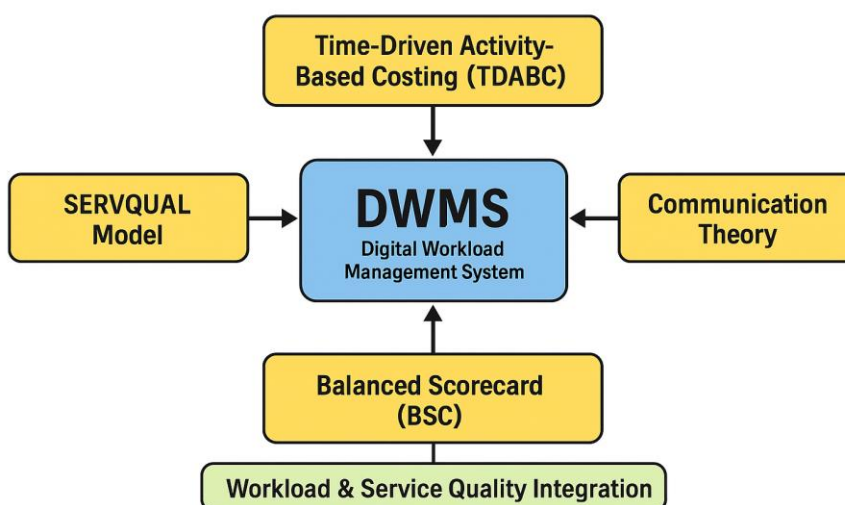 Time-Driven Activity-
Based Costing (TDABC)
SERVQUAL
Model
DWMS
Digital Workload
Management System
Communication
Theory
Balanced Scorecard
(BSC)
Workload & Service Quality Integration